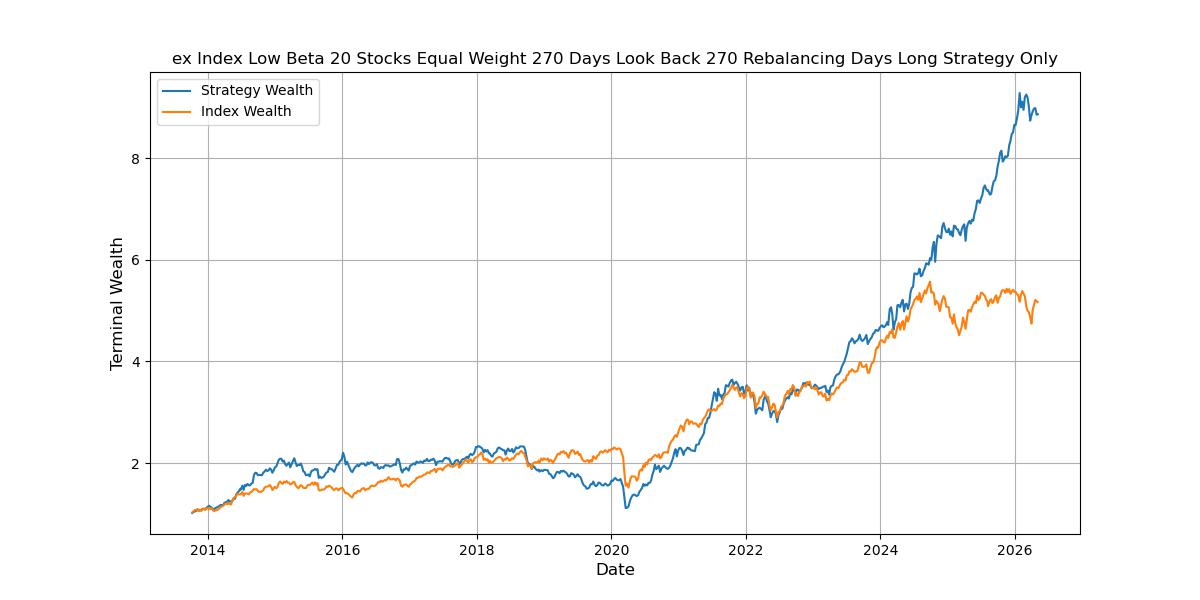 ex Index Low Beta 20 Stocks Equal Weight 270 Days Look Back 270 Rebalancing Days Long Strategy Only
Strategy Wealth
Index Wealth
Terminal Wealth
8
6
4
2
2014 2016 2018 2020 2022 2024 2026
Date